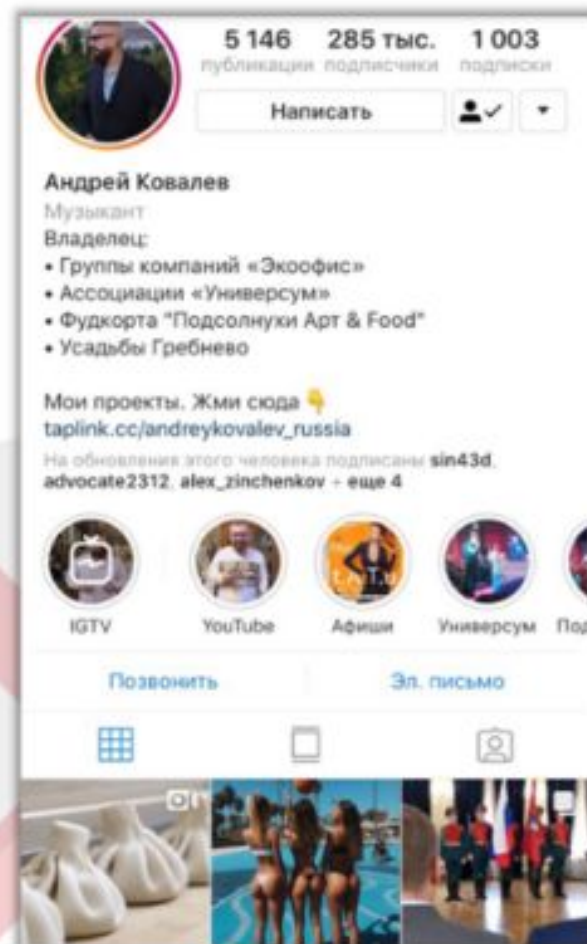 5 146 285 тыс. 1 003
публикации подписчики подписки
Написать
Андрей Ковалев
Музыкант
Владелец:
• Группы компаний «Экоофис»
• Ассоциации «Универсум»
• Фудкорта "Подсолнухи Арт & Food"
• Усадьбы Гребнево
Мои проекты. Жми сюда 👇
taplink.cc/andreykovalev_russia
На обновления этого человека подписаны sin43d,
advocate2312, alex_zinchenkov + еще 4
IGTV YouTube Афиши Универсум Под
Позвонить Эл. письмо